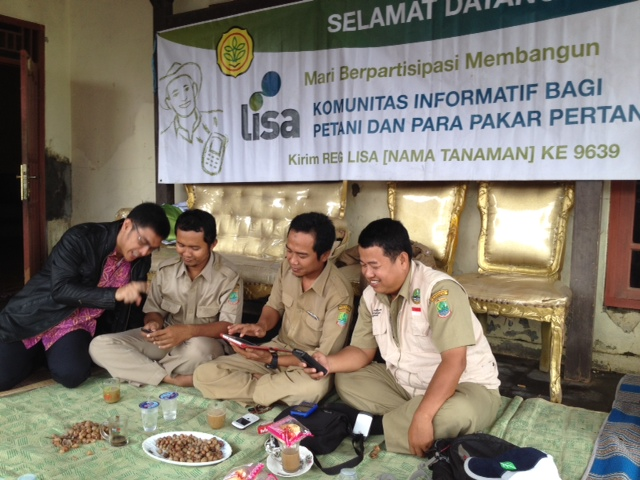 SELAMAT DATANG
Mari Berpartisipasi Membangun
lisa
KOMUNITAS INFORMATIF BAGI
PETANI DAN PARA PAKAR PERTAN
Kirim REG LISA [NAMA TANAMAN] KE 9639